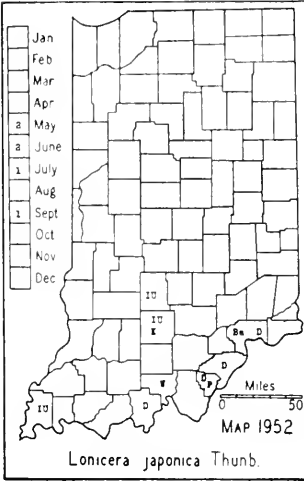 Jan
Feb
Mar
Apr
2 May
2 June
1 July
Aug
1 Sept
Oct
Nov
Dec
IU
IU
K
Bn D
D
W
P
IU
D
Miles
0 50
MAP 1952
Lonicera japonica Thunb.